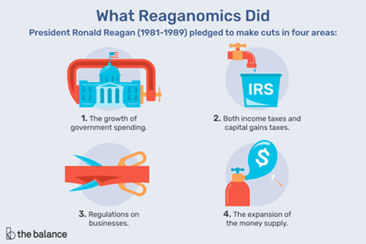 What Reaganomics Did
President Ronald Reagan (1981-1989) pledged to make cuts in four areas:
IRS
1. The growth of
government spending.
2. Both income taxes and
capital gains taxes.
$
3. Regulations on
businesses.
4. The expansion of
the money supply.
the balance